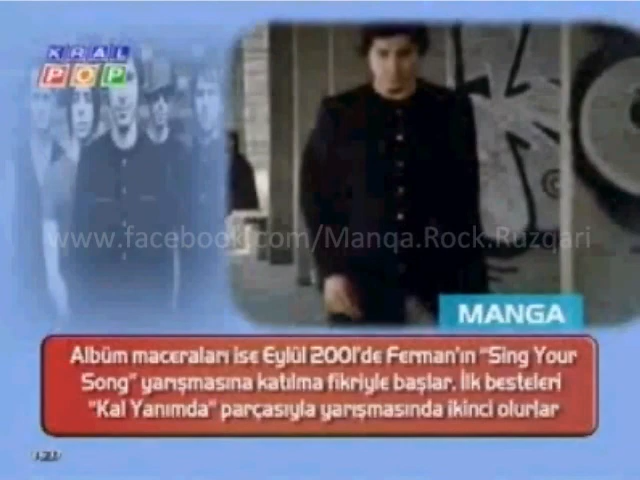 KRAL
POP
www.facebook.com/Manga.Rock.Ruzgari
MANGA
Albüm maceraları ise Eylül 2001'de Ferman'ın "Sing Your
Song" yarışmasına katılma fikriyle başlar. İlk besteleri
"Kal Yanımda" parçasıyla yarışmasında ikinci olurlar